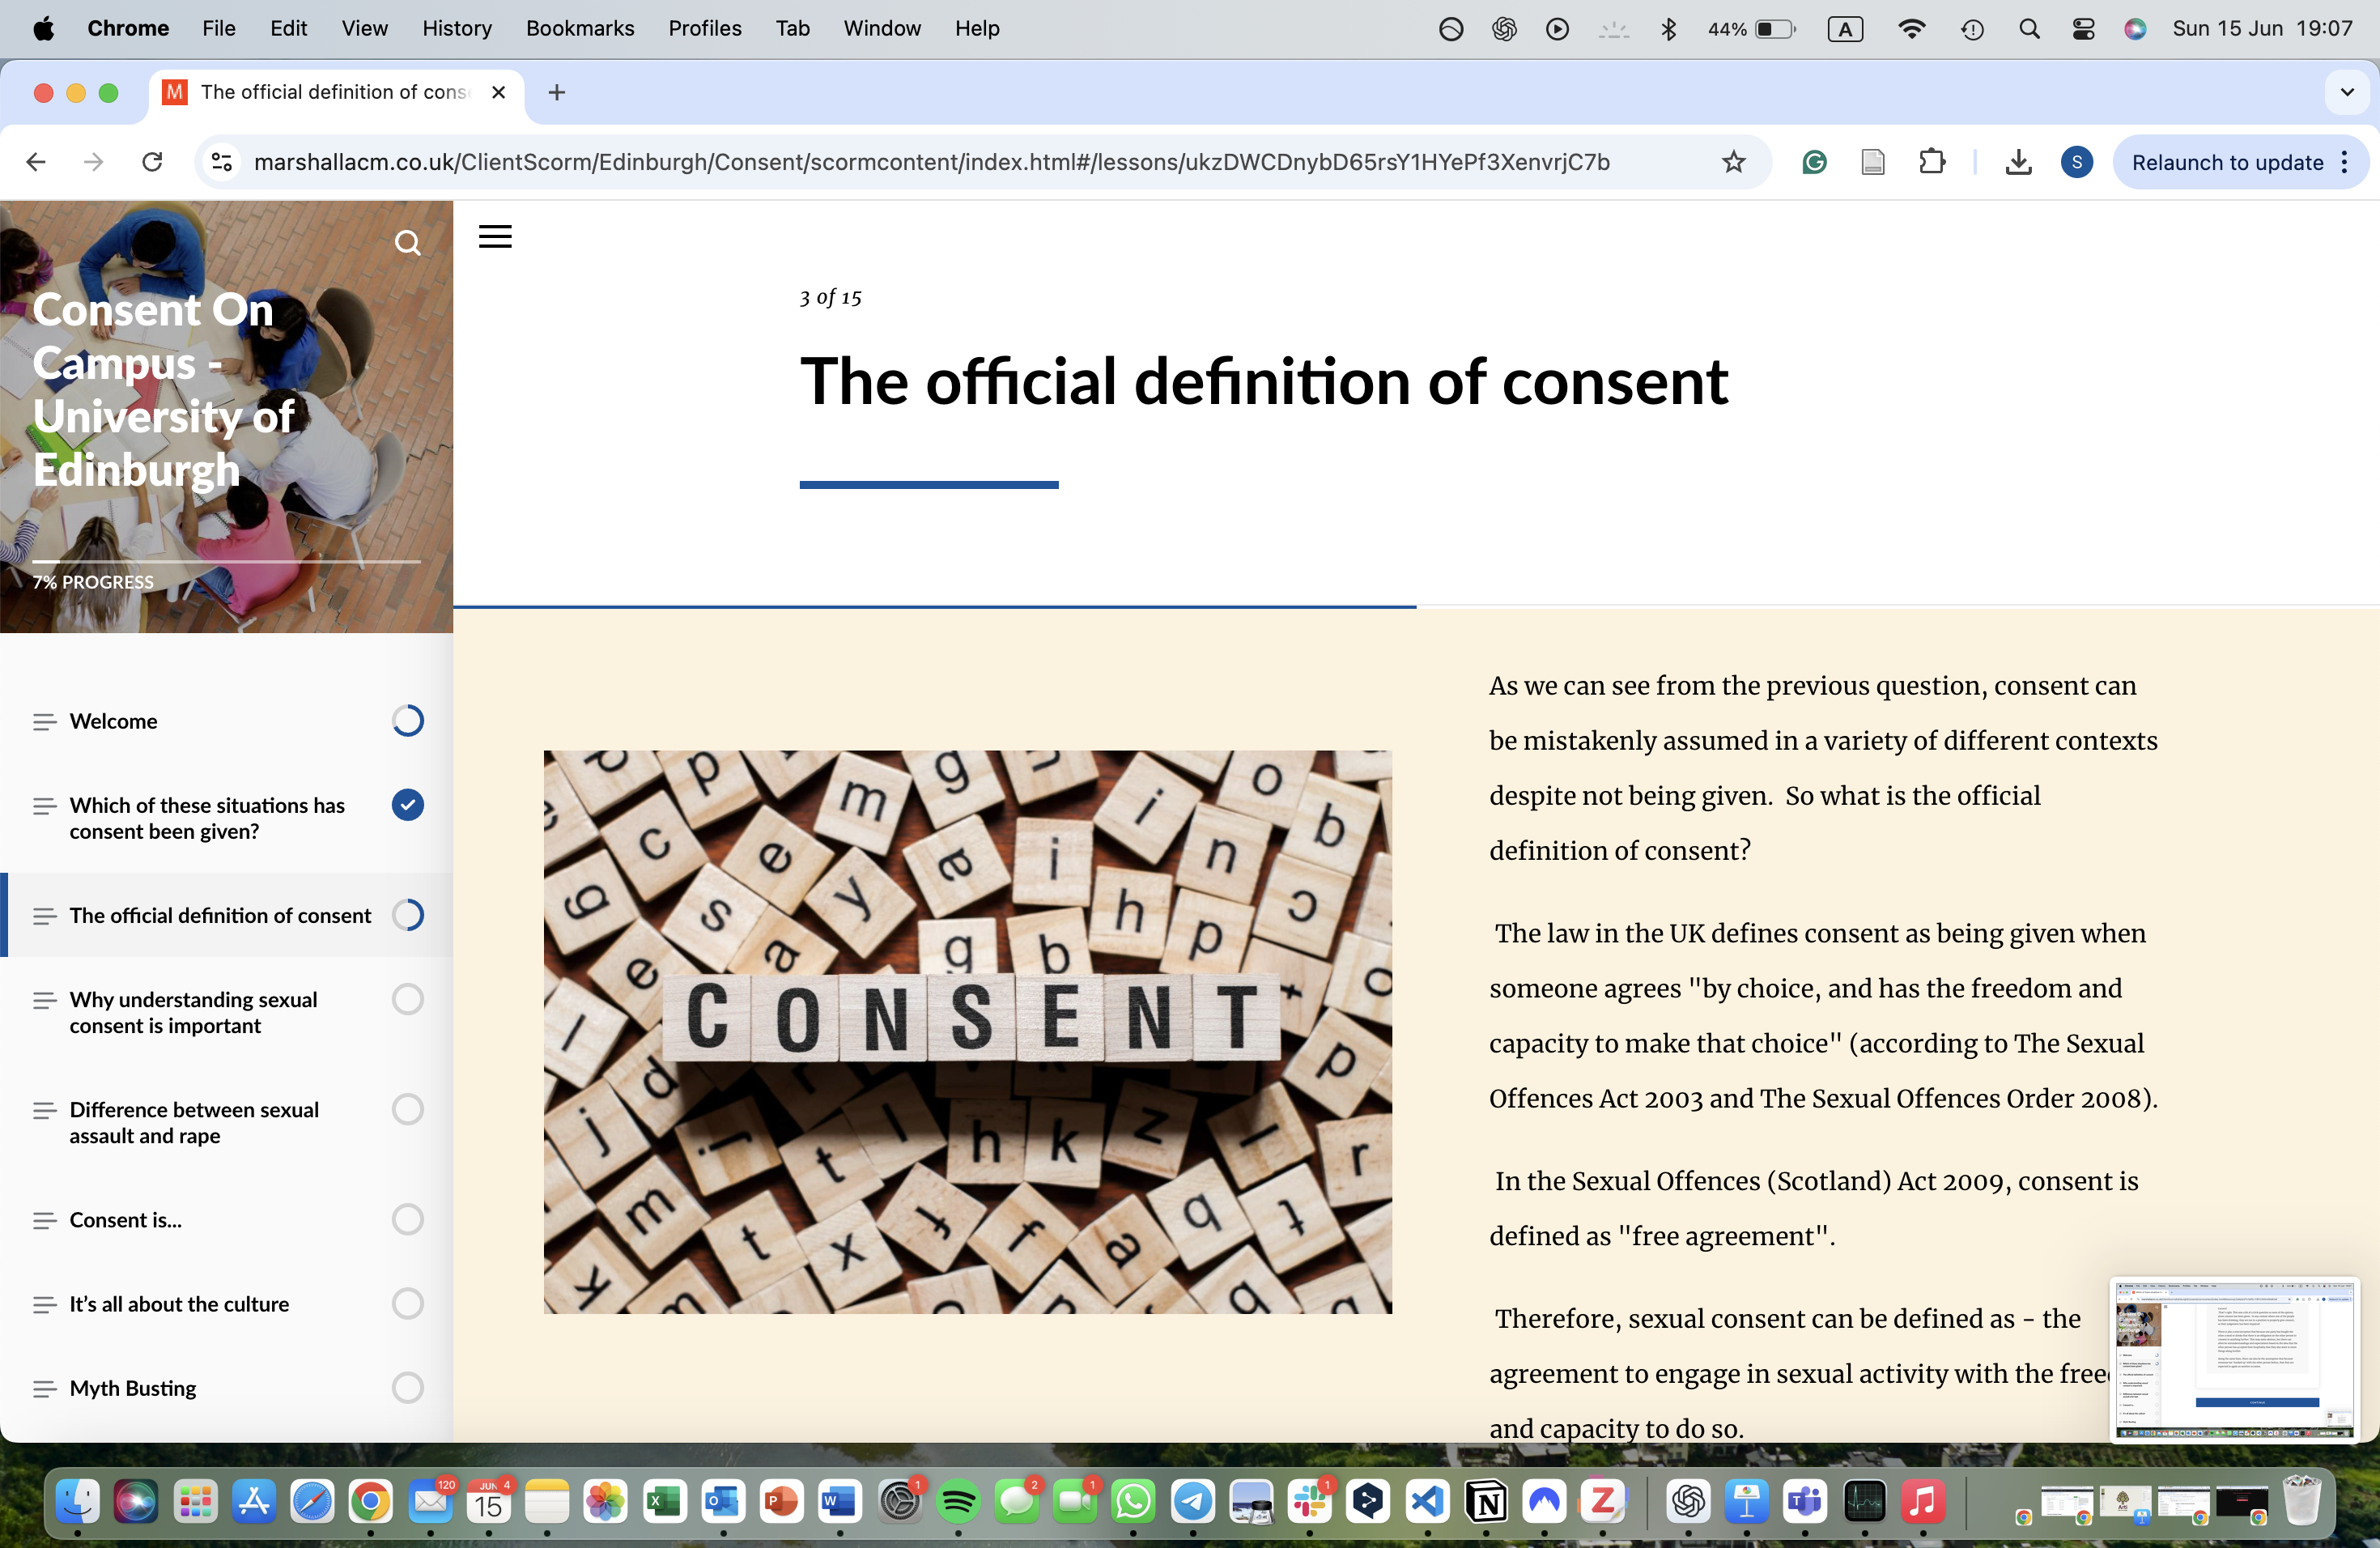 Chrome File Edit View History Bookmarks Profiles Tab Window Help 44% A Sun 15 Jun 19:07
M The official definition of cons
marshallacm.co.uk/ClientScorm/Edinburgh/Consent/scormcontent/index.html#/lessons/ukzDWCDnybD65rsY1HYePf3XenvrjC7b S Relaunch to update
Consent On
Campus -
University of
Edinburgh
7% PROGRESS
Welcome
Which of these situations has
consent been given?
The official definition of consent
Why understanding sexual
consent is important
Difference between sexual
assault and rape
Consent is...
It's all about the culture
Myth Busting
3 of 15
The official definition of consent
CONSENT
As we can see from the previous question, consent can
be mistakenly assumed in a variety of different contexts
despite not being given. So what is the official
definition of consent?
The law in the UK defines consent as being given when
someone agrees "by choice, and has the freedom and
capacity to make that choice" (according to The Sexual
Offences Act 2003 and The Sexual Offences Order 2008).
In the Sexual Offences (Scotland) Act 2009, consent is
defined as "free agreement".
Therefore, sexual consent can be defined as - the
agreement to engage in sexual activity with the free
and capacity to do so.
120 JUN 4 15 1 2 1 1